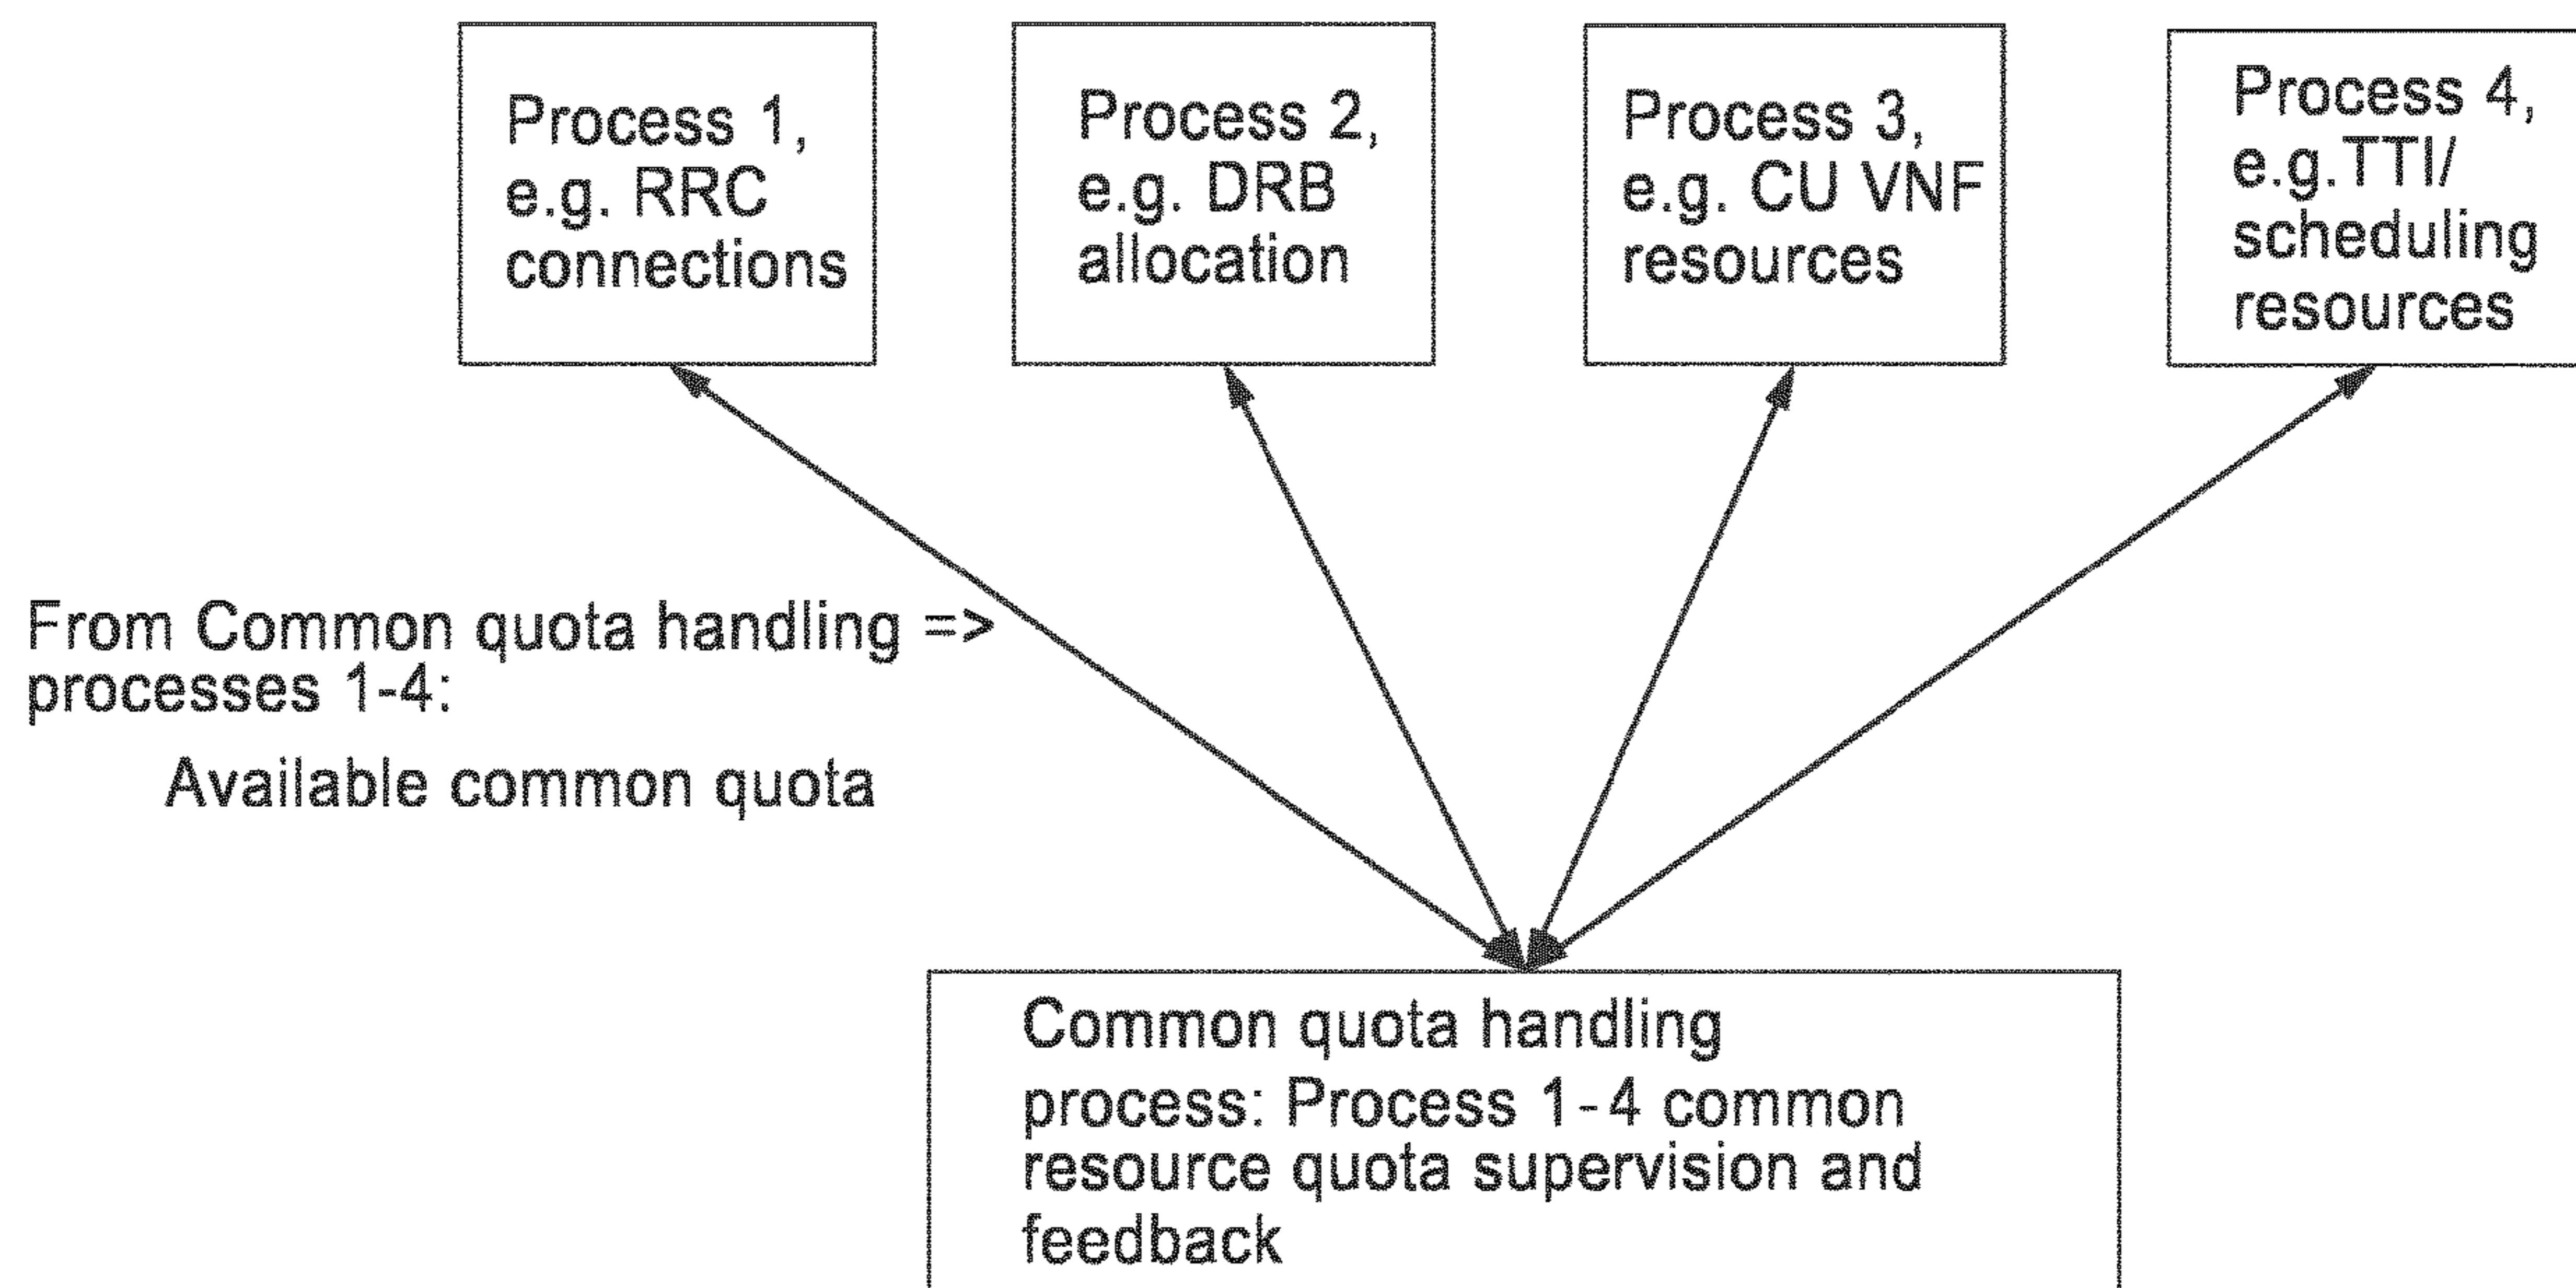 Process 1,
e.g. RRC
connections
Process 2,
e.g. DRB
allocation
Process 3,
e.g. CU VNF
resources
Process 4,
e.g.TTI/
scheduling
resources
From Common quota handling =>
processes 1-4:
Available common quota
Common quota handling
process: Process 1-4 common
resource quota supervision and
feedback